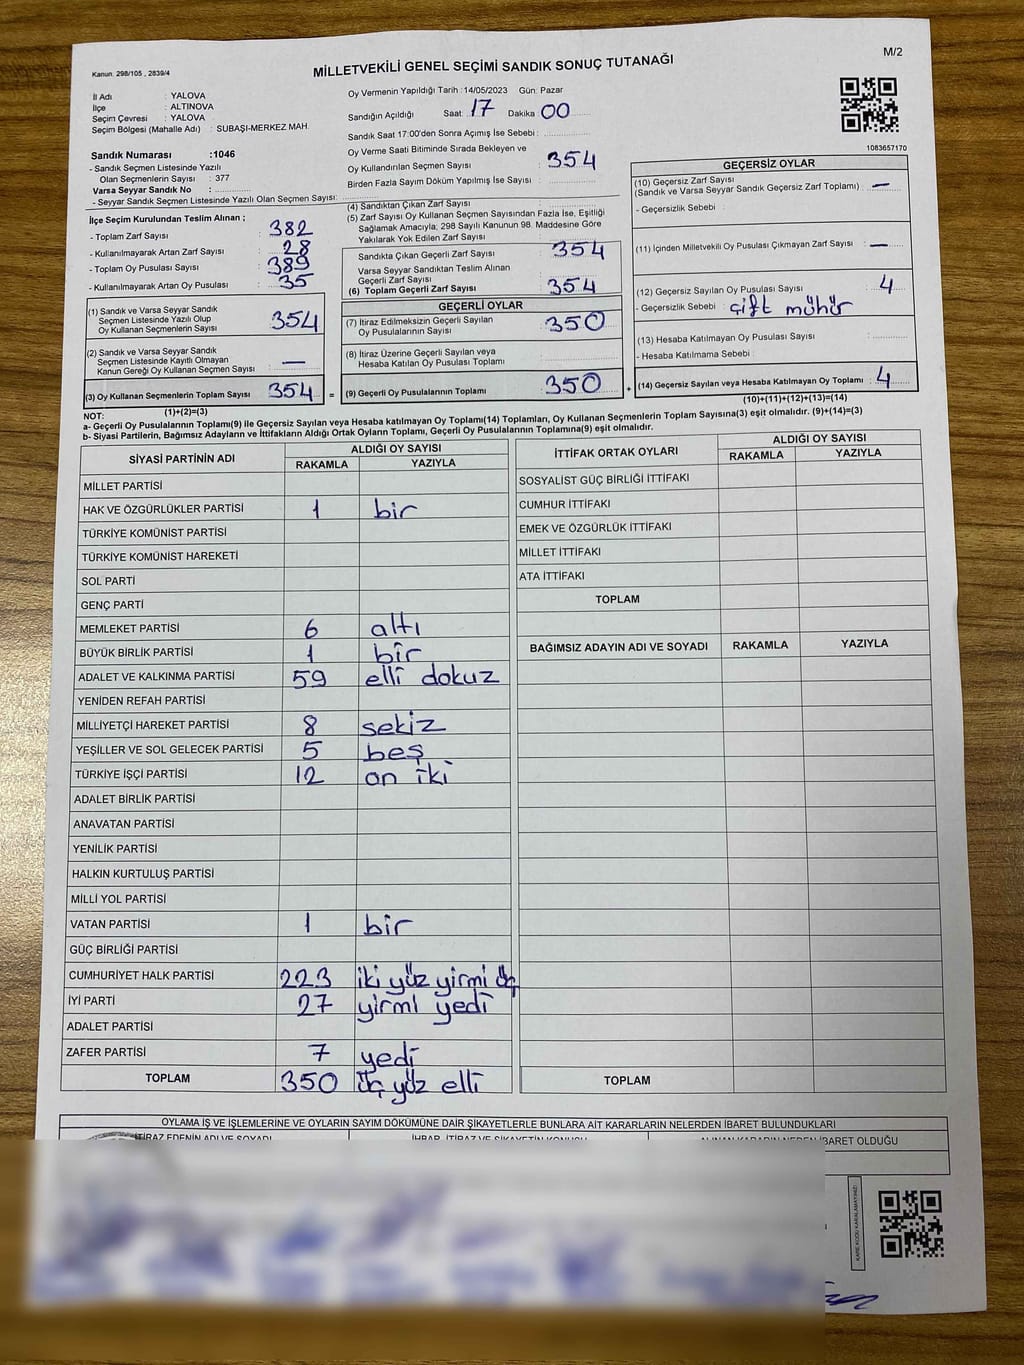 Kanun. 298/105 , 2839/4
MİLLETVEKİLİ GENEL SEÇİMİ SANDIK SONUÇ TUTANAĞI
M/2
İl Adı : YALOVA
İlçe : ALTINOVA
Seçim Çevresi : YALOVA
Seçim Bölgesi (Mahalle Adı) : SUBAŞI-MERKEZ MAH.
Sandık Numarası :1046
- Sandık Seçmen Listesinde Yazılı
Olan Seçmenlerin Sayısı : 377
Varsa Seyyar Sandık No :
- Seyyar Sandık Seçmen Listesinde Yazılı Olan Seçmen Sayısı:
Oy Vermenin Yapıldığı Tarih :14/05/2023 Gün: Pazar
Sandığın Açıldığı Saat: 17 Dakika 00
Sandık Saat 17:00'den Sonra Açımış İse Sebebi :
Oy Verme Saati Bitiminde Sırada Bekleyen ve
Oy Kullandırılan Seçmen Sayısı : 354
Birden Fazla Sayım Döküm Yapılmış İse Sayısı :
1083657170
İlçe Seçim Kurulundan Teslim Alınan ;
- Toplam Zarf Sayısı : 382
- Kullanılmayarak Artan Zarf Sayısı : 28
- Toplam Oy Pusulası Sayısı : 389
- Kullanılmayarak Artan Oy Pusulası : 35
(1) Sandık ve Varsa Seyyar Sandık
Seçmen Listesinde Yazılı Olup
Oy Kullanan Seçmenlerin Sayısı : 354
(2) Sandık ve Varsa Seyyar Sandık
Seçmen Listesinde Kayıtlı Olmayan
Kanun Gereği Oy Kullanan Seçmen Sayısı : —
(3) Oy Kullanan Seçmenlerin Toplam Sayısı : 354 =
(1)+(2)=(3)
(4) Sandıktan Çıkan Zarf Sayısı :
(5) Zarf Sayısı Oy Kullanan Seçmen Sayısından Fazla İse, Eşitliği
Sağlamak Amacıyla; 298 Sayılı Kanunun 98. Maddesine Göre
Yakılarak Yok Edilen Zarf Sayısı :
Sandıkta Çıkan Geçerli Zarf Sayısı : 354
Varsa Seyyar Sandıktan Teslim Alınan
Geçerli Zarf Sayısı :
(6) Toplam Geçerli Zarf Sayısı : 354
GEÇERLİ OYLAR
(7) İtiraz Edilmeksizin Geçerli Sayılan
Oy Pusulalarının Sayısı : 350
(8) İtiraz Üzerine Geçerli Sayılan veya
Hesaba Katılan Oy Pusulası Toplamı :
(9) Geçerli Oy Pusulalarının Toplamı : 350 +
GEÇERSİZ OYLAR
(10) Geçersiz Zarf Sayısı
(Sandık ve Varsa Seyyar Sandık Geçersiz Zarf Toplamı) : —
- Geçersizlik Sebebi :
(11) İçinden Milletvekili Oy Pusulası Çıkmayan Zarf Sayısı : —
(12) Geçersiz Sayılan Oy Pusulası Sayısı : 4
- Geçersizlik Sebebi : çift mühür
(13) Hesaba Katılmayan Oy Pusulası Sayısı :
- Hesaba Katılmama Sebebi :
(14) Geçersiz Sayılan veya Hesaba Katılmayan Oy Toplamı : 4
(10)+(11)+(12)+(13)=(14)
NOT:
a- Geçerli Oy Pusulalarının Toplamı(9) ile Geçersiz Sayılan veya Hesaba katılmayan Oy Toplamı(14) Toplamları, Oy Kullanan Seçmenlerin Toplam Sayısına(3) eşit olmalıdır. (9)+(14)=(3)
b- Siyasi Partilerin, Bağımsız Adayların ve İttifakların Aldığı Ortak Oyların Toplamı, Geçerli Oy Pusulalarının Toplamına(9) eşit olmalıdır.
SİYASİ PARTİNİN ADI ALDIĞI OY SAYISI
RAKAMLA YAZIYLA
MİLLET PARTİSİ
HAK VE ÖZGÜRLÜKLER PARTİSİ 1 bir
TÜRKİYE KOMÜNİST PARTİSİ
TÜRKİYE KOMÜNİST HAREKETİ
SOL PARTİ
GENÇ PARTİ
MEMLEKET PARTİSİ 6 altı
BÜYÜK BİRLİK PARTİSİ 1 bir
ADALET VE KALKINMA PARTİSİ 59 elli dokuz
YENİDEN REFAH PARTİSİ
MİLLİYETÇİ HAREKET PARTİSİ 8 sekiz
YEŞİLLER VE SOL GELECEK PARTİSİ 5 beş
TÜRKİYE İŞÇİ PARTİSİ 12 on iki
ADALET BİRLİK PARTİSİ
ANAVATAN PARTİSİ
YENİLİK PARTİSİ
HALKIN KURTULUŞ PARTİSİ
MİLLİ YOL PARTİSİ
VATAN PARTİSİ 1 bir
GÜÇ BİRLİĞİ PARTİSİ
CUMHURİYET HALK PARTİSİ 223 iki yüz yirmi üç
İYİ PARTİ 27 yirmi yedi
ADALET PARTİSİ
ZAFER PARTİSİ 7 yedi
TOPLAM 350 üç yüz elli
İTTİFAK ORTAK OYLARI ALDIĞI OY SAYISI
RAKAMLA YAZIYLA
SOSYALİST GÜÇ BİRLİĞİ İTTİFAKI
CUMHUR İTTİFAKI
EMEK VE ÖZGÜRLÜK İTTİFAKI
MİLLET İTTİFAKI
ATA İTTİFAKI
TOPLAM
BAĞIMSIZ ADAYIN ADI VE SOYADI RAKAMLA YAZIYLA
TOPLAM
OYLAMA İŞ VE İŞLEMLERİNE VE OYLARIN SAYIM DÖKÜMÜNE DAİR ŞİKAYETLERLE BUNLARA AİT KARARLARIN NELERDEN İBARET BULUNDUKLARI
İTİRAZ EDENİN ADI VE SOYADI İHBAR, İTİRAZ VE ŞİKAYETİN KONUSU ALINAN KARARIN NEDEN İBARET OLDUĞU
KARE KODU KARALAMAYINIZ!